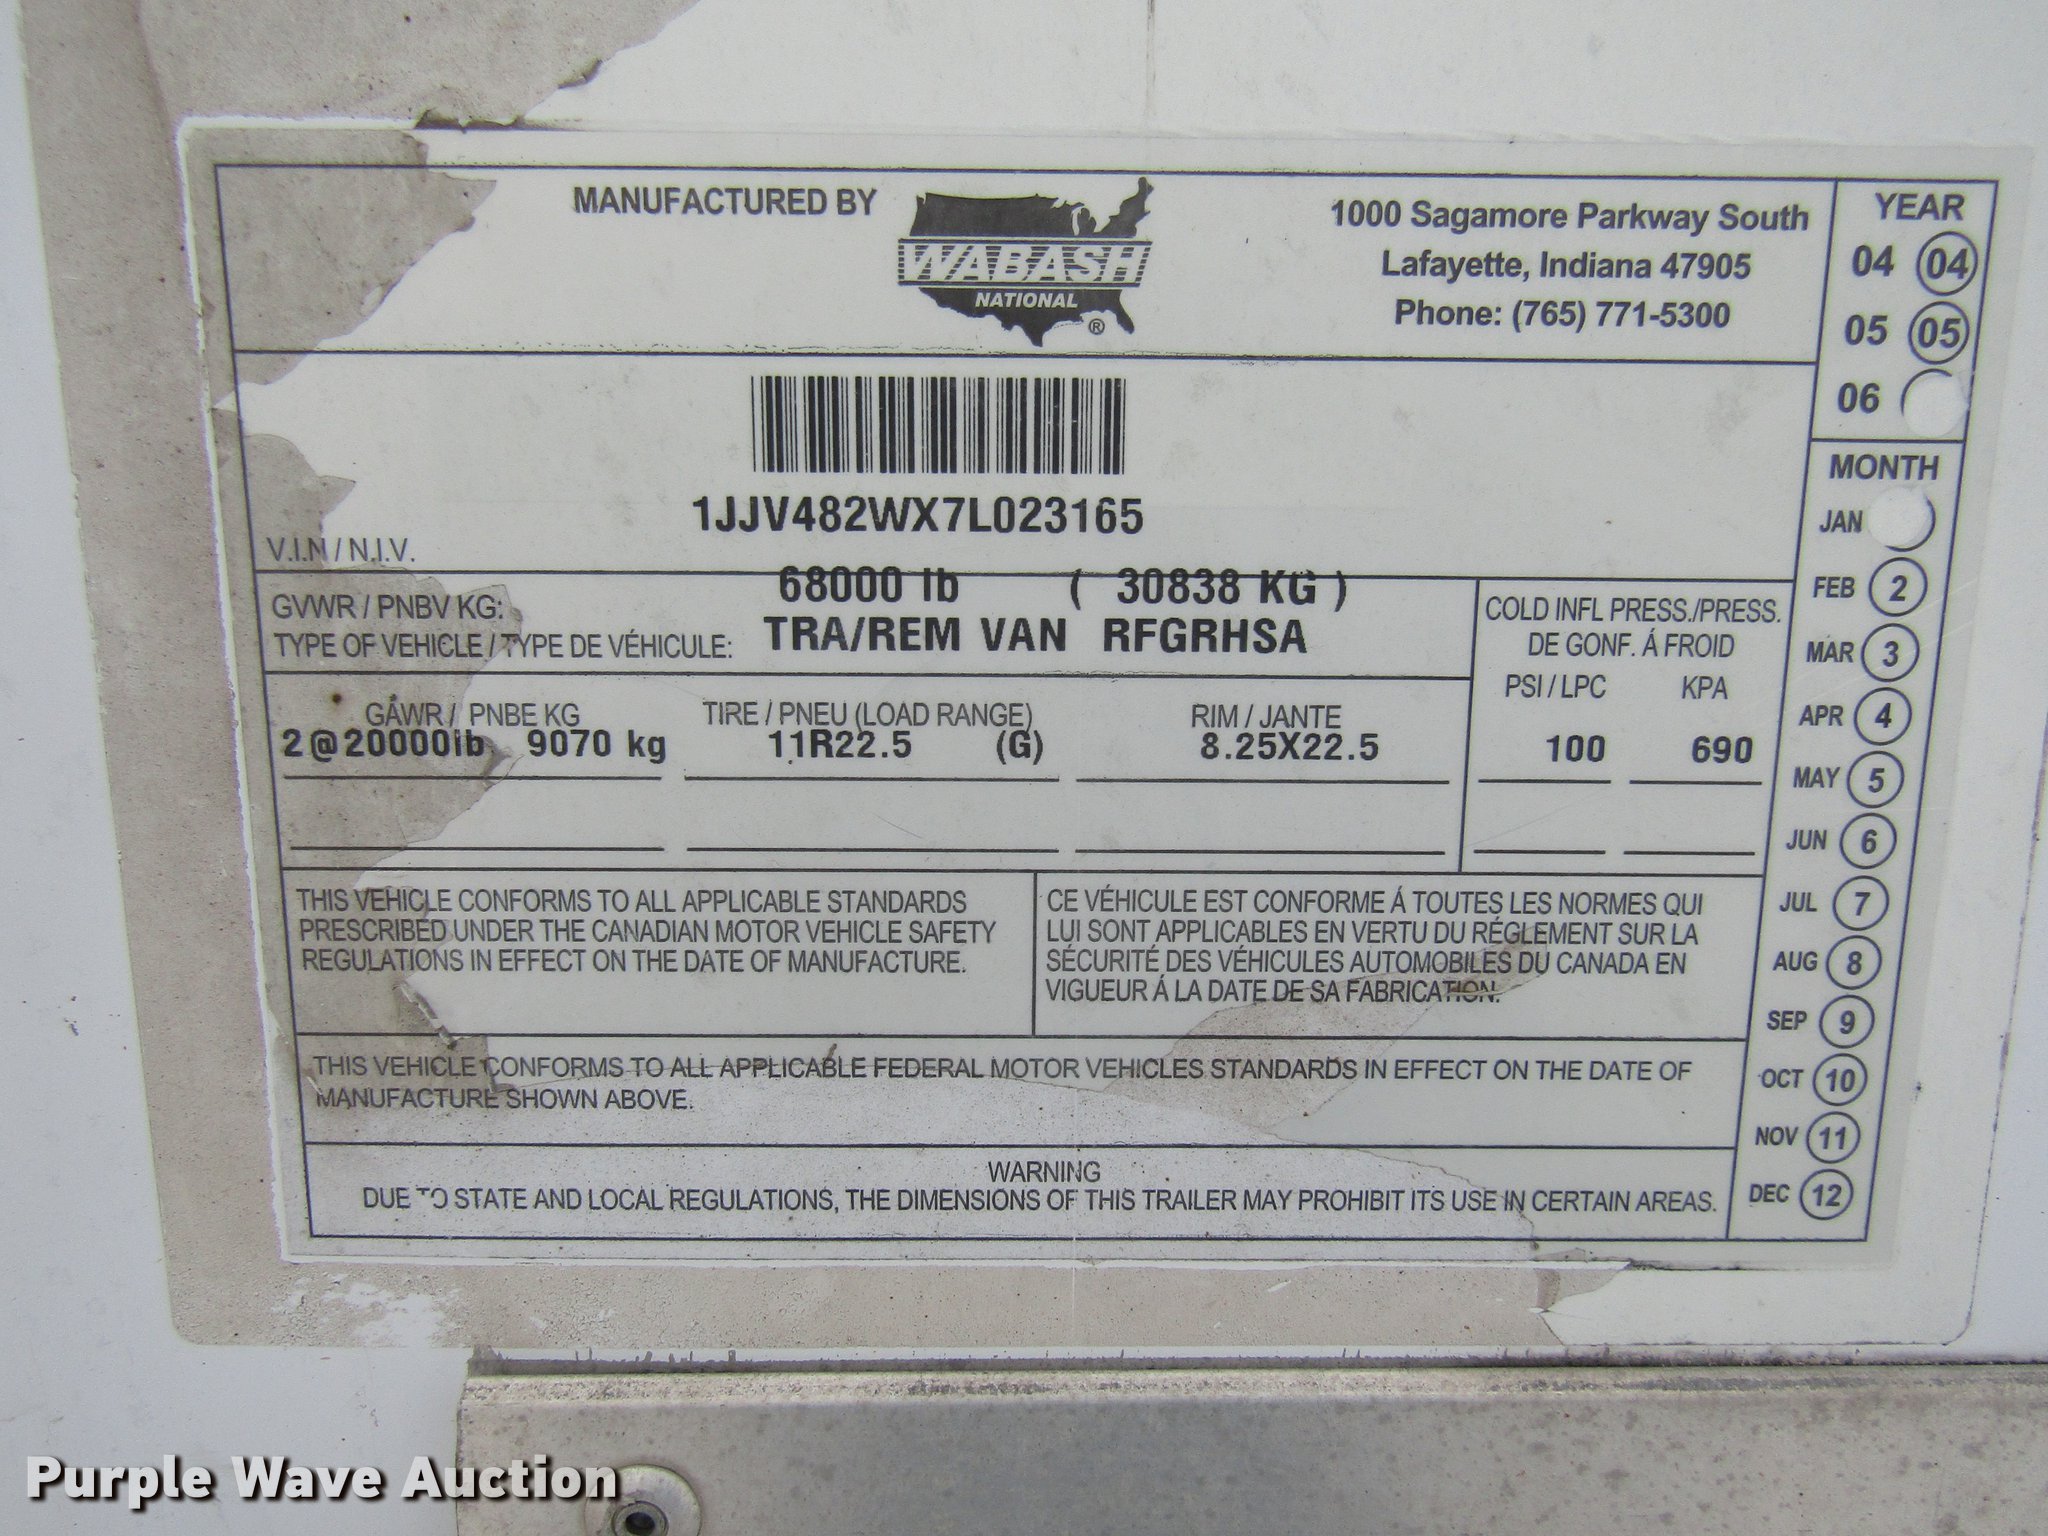 MANUFACTURED BY
WABASH
NATIONAL
®
1000 Sagamore Parkway South
Lafayette, Indiana 47905
Phone: (765) 771-5300
YEAR
04 04
05 05
06
MONTH
JAN
FEB 2
MAR 3
APR 4
MAY 5
JUN 6
JUL 7
AUG 8
SEP 9
OCT 10
NOV 11
DEC 12
1JJV482WX7L023165
V.I.N / N.I.V.
GVWR / PNBV KG: 68000 lb ( 30838 KG )
TYPE OF VEHICLE / TYPE DE VÉHICULE: TRA/REM VAN RFGRHSA
COLD INFL PRESS./PRESS.
DE GONF. Á FROID
PSI / LPC KPA
GAWR / PNBE KG TIRE / PNEU (LOAD RANGE) RIM / JANTE
2@20000lb 9070 kg 11R22.5 (G) 8.25X22.5 100 690
THIS VEHICLE CONFORMS TO ALL APPLICABLE STANDARDS
PRESCRIBED UNDER THE CANADIAN MOTOR VEHICLE SAFETY
REGULATIONS IN EFFECT ON THE DATE OF MANUFACTURE.
CE VÉHICULE EST CONFORME Á TOUTES LES NORMES QUI
LUI SONT APPLICABLES EN VERTU DU RÉGLEMENT SUR LA
SÉCURITÉ DES VÉHICULES AUTOMOBILES DU CANADA EN
VIGUEUR Á LA DATE DE SA FABRICATION.
THIS VEHICLE CONFORMS TO ALL APPLICABLE FEDERAL MOTOR VEHICLES STANDARDS IN EFFECT ON THE DATE OF
MANUFACTURE SHOWN ABOVE.
WARNING
DUE TO STATE AND LOCAL REGULATIONS, THE DIMENSIONS OF THIS TRAILER MAY PROHIBIT ITS USE IN CERTAIN AREAS.
Purple Wave Auction